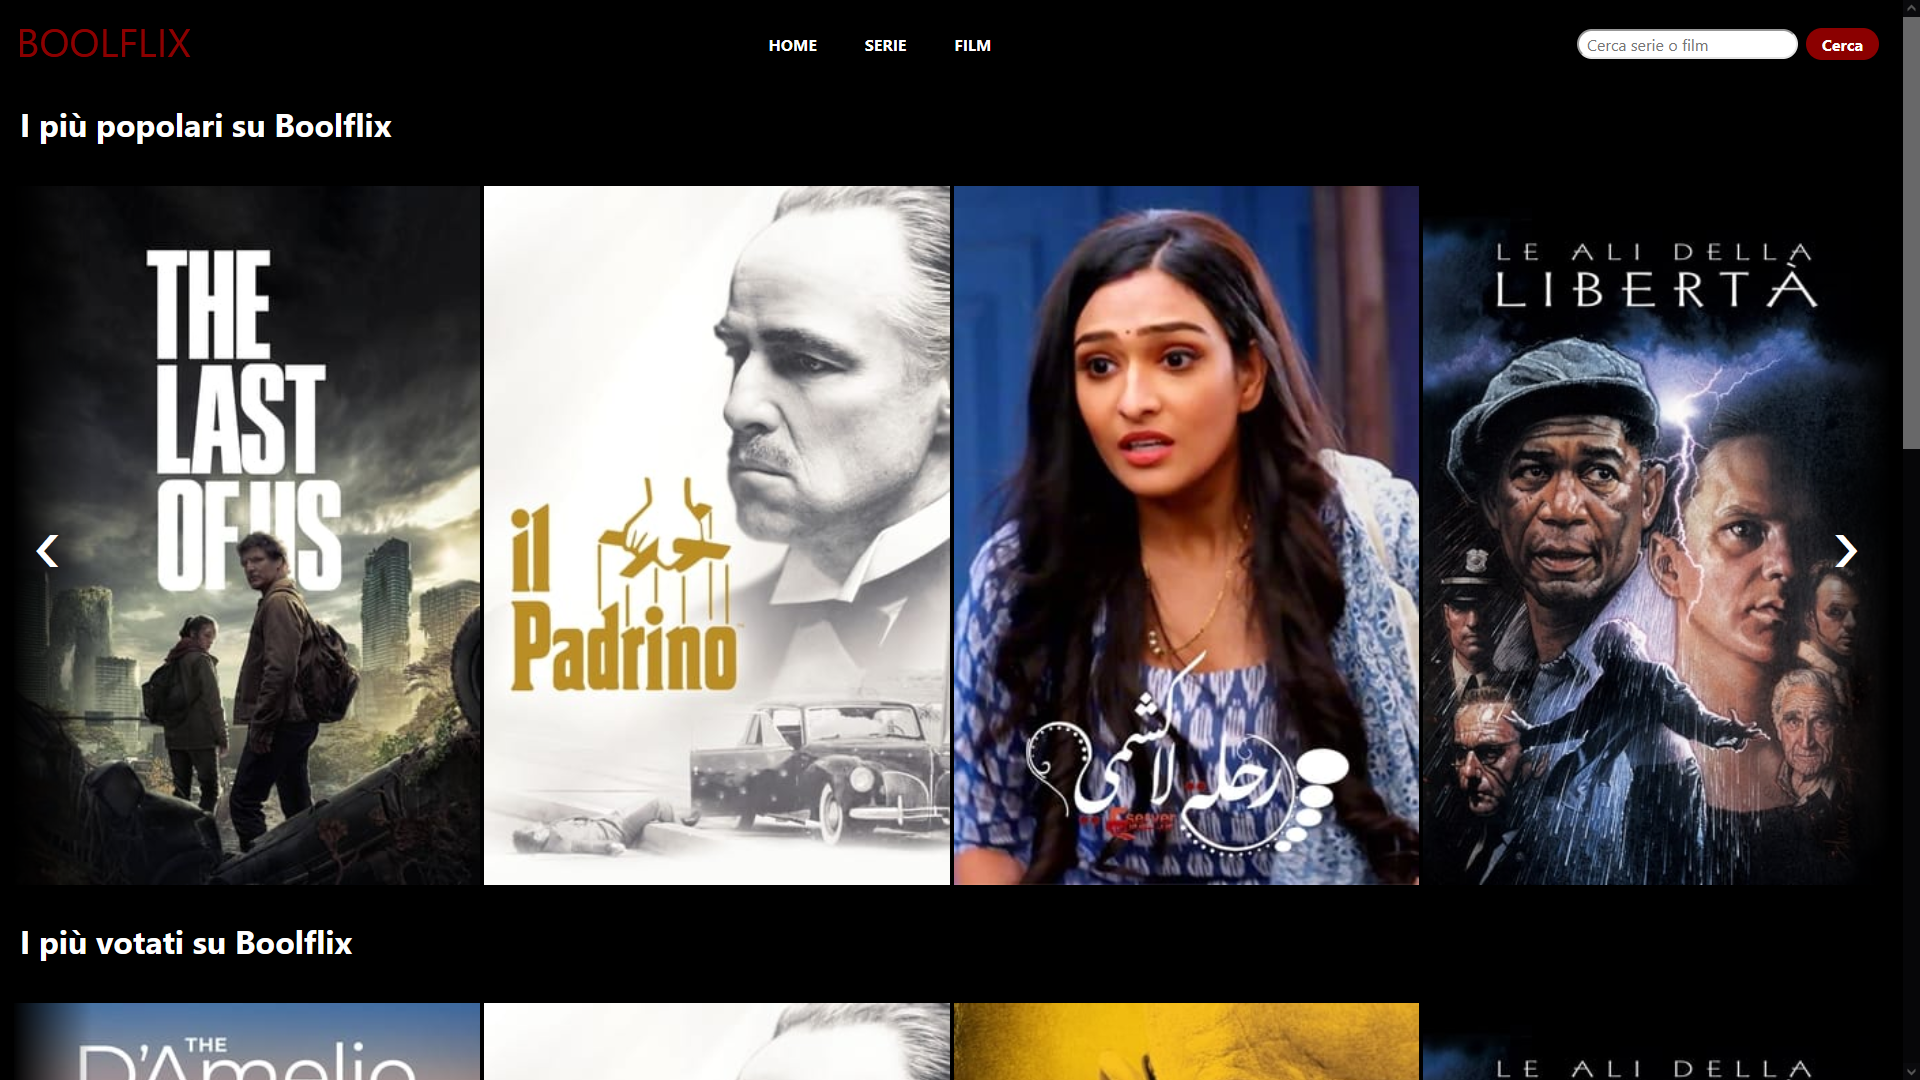 BOOLFLIX
HOME
SERIE
FILM
Cerca serie o film
Cerca
I più popolari su Boolflix
THE
LAST
OF US
il
Padrino
رحلة لاكشمي
server
LE ALI DELLA
LIBERTÀ
I più votati su Boolflix
THE
D'Amelio
LE ALI DELLA